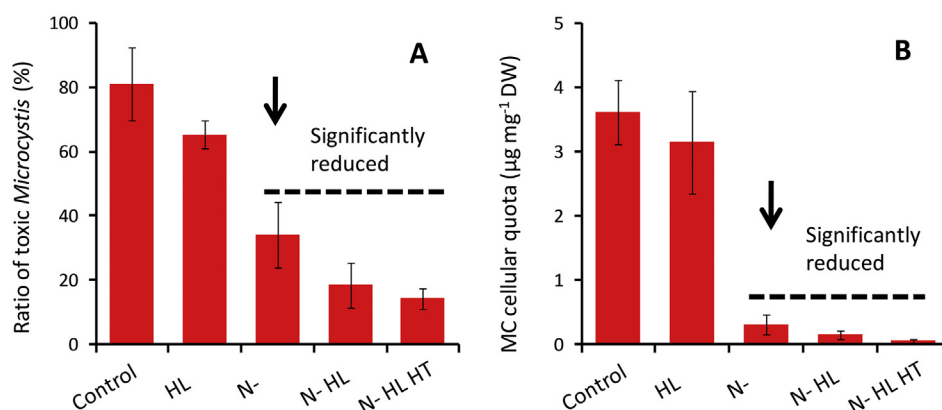 A
Ratio of toxic Microcystis (%)
100
80
60
40
20
0
Significantly
reduced
Control
HL
N-
N- HL
N- HL HT
B
MC cellular quota (µg mg⁻¹ DW)
5
4
3
2
1
0
Significantly
reduced
Control
HL
N-
N- HL
N- HL HT